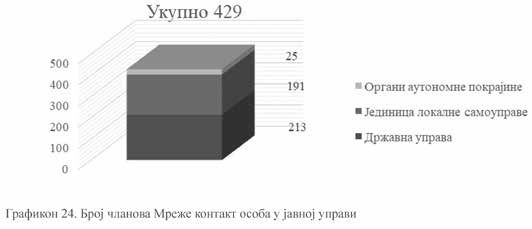 Укупно 429
500
400
300
200
100
0
25
191
213
Органи аутономне покрајине
Јединица локалне самоуправе
Државна управа
Графикон 24. Број чланова Мреже контакт особа у јавној управи